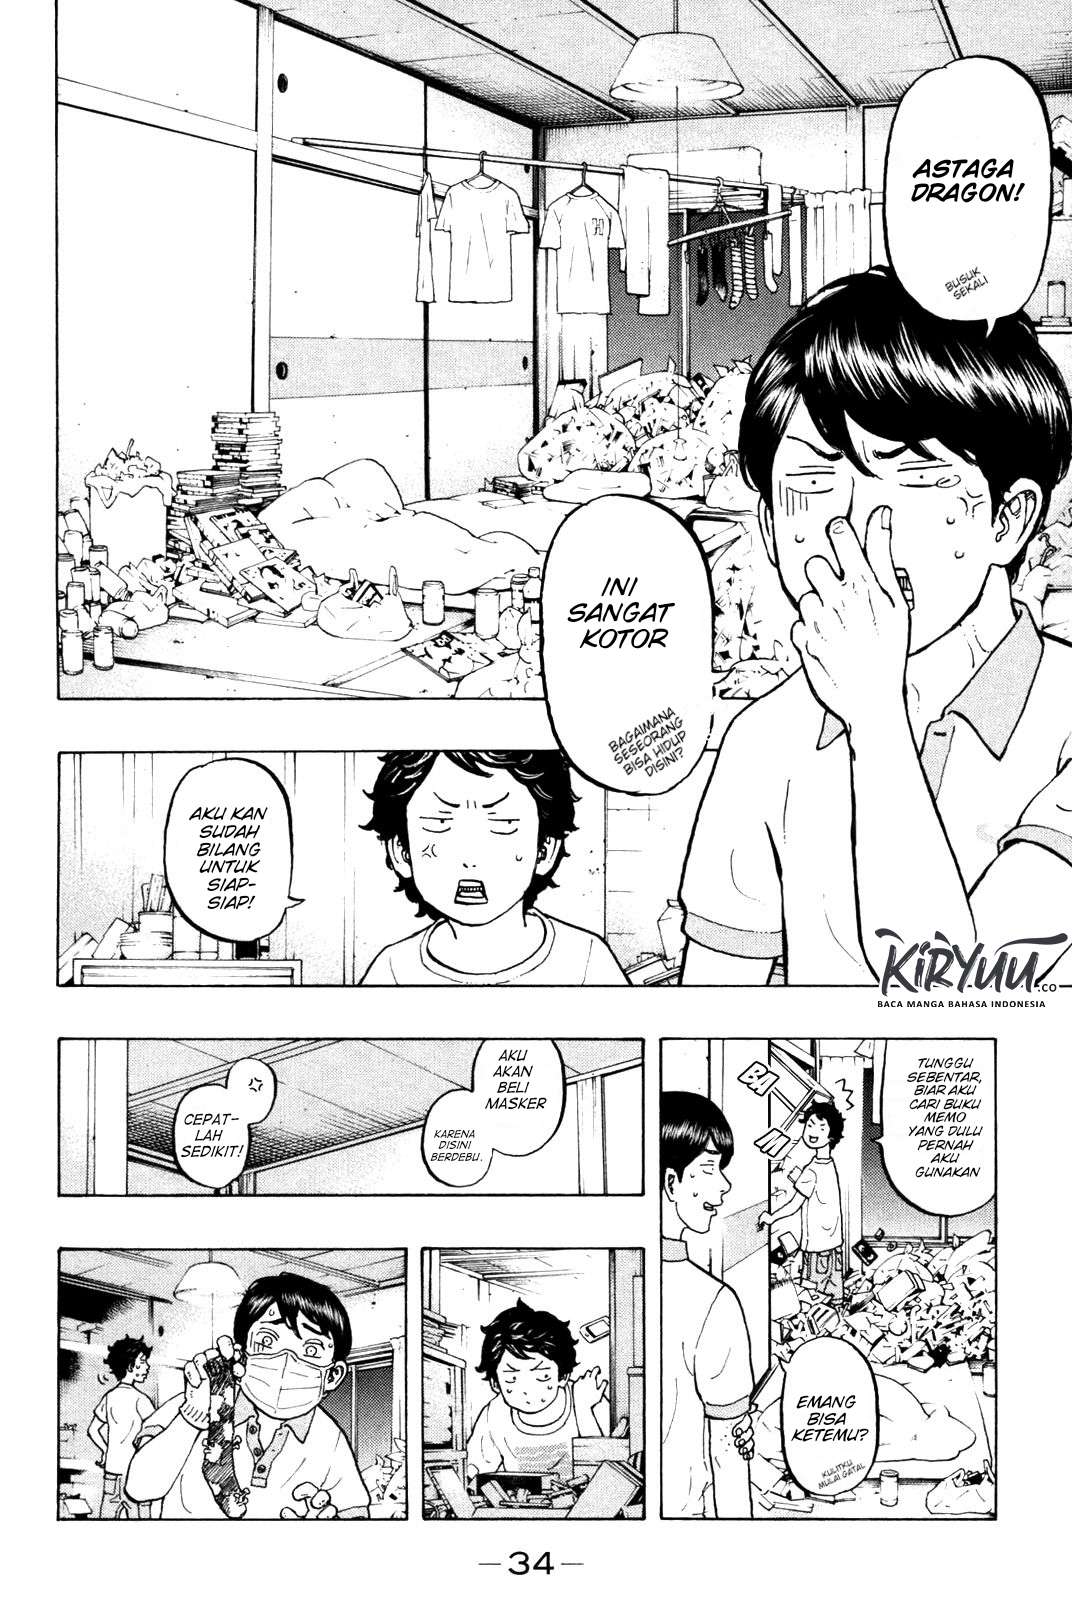 ASTAGA
DRAGON!
BUSUK
SEKALI
INI
SANGAT
KOTOR
BAGAIMANA
SESEORANG
BISA HIDUP
DISINI?
AKU KAN
SUDAH
BILANG
UNTUK
SIAP-
SIAP!
KIRYUU.CO
BACA MANGA BAHASA INDONESIA
TUNGGU
SEBENTAR,
BIAR AKU
CARI BUKU
MEMO
YANG DULU
PERNAH
AKU
GUNAKAN
EMANG
BISA
KETEMU?
KULITKU
MULAI GATAL
AKU
AKAN
BELI
MASKER
KARENA
DISINI
BERDEBU.
CEPAT-
LAH
SEDIKIT!
H
34